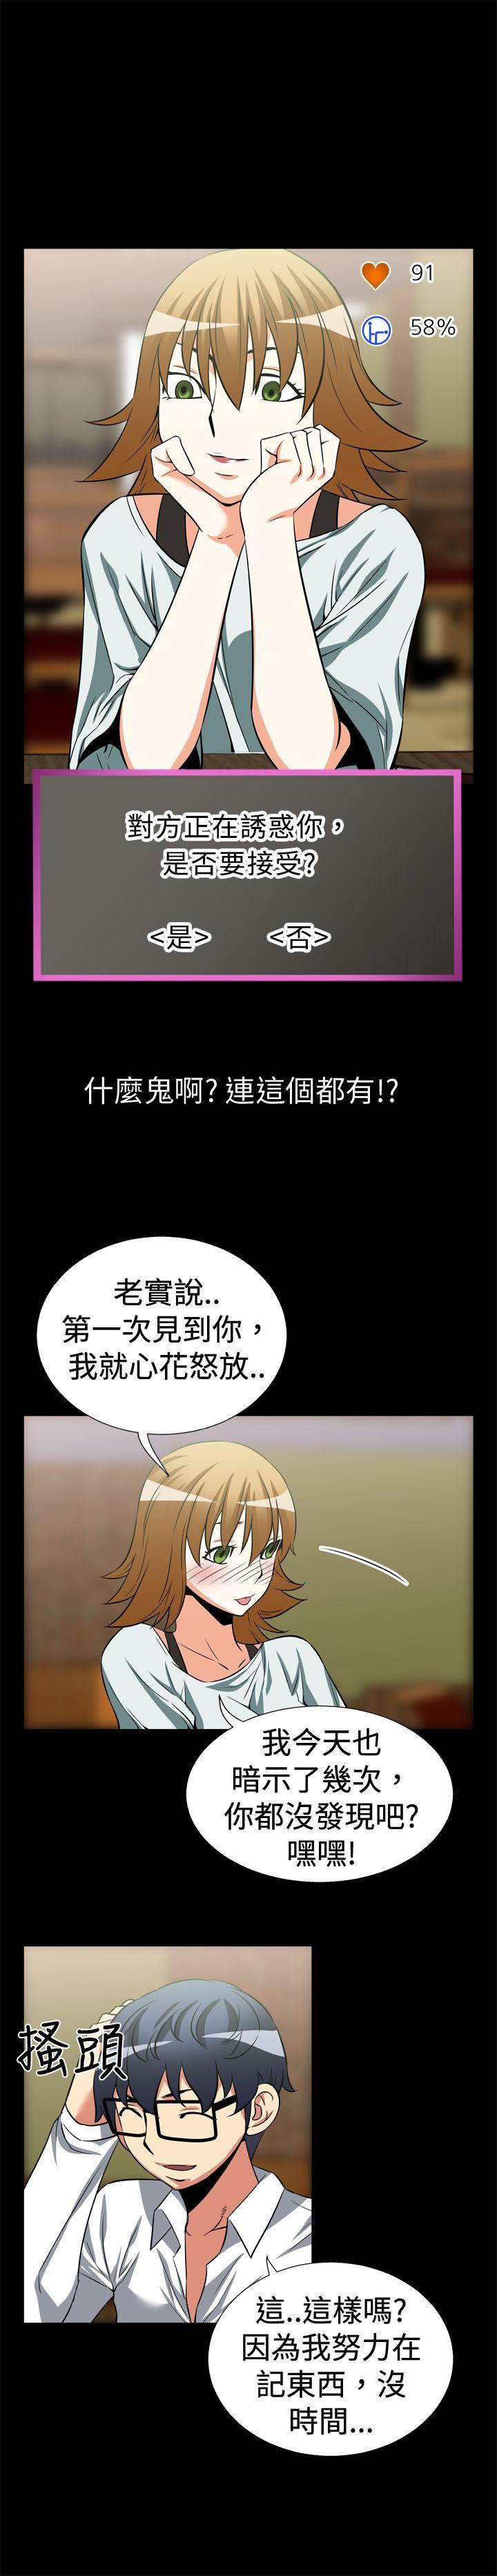 91
58%
對方正在誘惑你，
是否要接受?
<是> <否>
什麼鬼啊? 連這個都有!?
老實說..
第一次見到你，
我就心花怒放..
我今天也
暗示了幾次，
你都沒發現吧?
嘿嘿!
搔頭
這..這樣嗎?
因為我努力在
記東西，沒
時間...